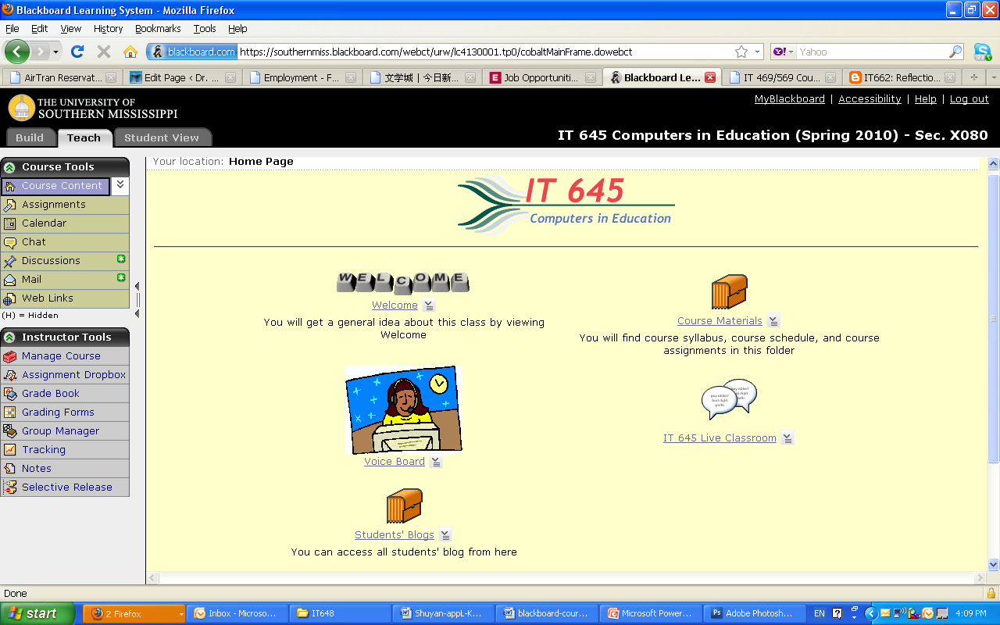 Blackboard Learning System - Mozilla Firefox
File Edit View History Bookmarks Tools Help
blackboard.com https://southernmiss.blackboard.com/webct/urw/lc4130001.tp0/cobaltMainFrame.dowebct
Y! Yahoo
AirTran Reservat... Edit Page ‹ Dr. ... Employment - F... 文学城 | 今日新... E Job Opportuniti... Blackboard Le... IT 469/569 Cou... IT662: Reflectio...
THE UNIVERSITY OF
SOUTHERN MISSISSIPPI
MyBlackboard | Accessibility | Help | Log out
Build Teach Student View
IT 645 Computers in Education (Spring 2010) - Sec. X080
Course Tools
Course Content
Assignments
Calendar
Chat
Discussions
Mail
Web Links
(H) = Hidden
Instructor Tools
Manage Course
Assignment Dropbox
Grade Book
Grading Forms
Group Manager
Tracking
Notes
Selective Release
Your location: Home Page
IT 645
Computers in Education
WELCOME
Welcome
You will get a general idea about this class by viewing
Welcome
Course Materials
You will find course syllabus, course schedule, and course
assignments in this folder
Voice Board
IT 645 Live Classroom
Students' Blogs
You can access all students' blog from here
Done
start 2 Firefox Inbox - Microso... IT648 Shuyan-appL-K... blackboard-cour... Microsoft Power... Adobe Photosh... EN 4:09 PM